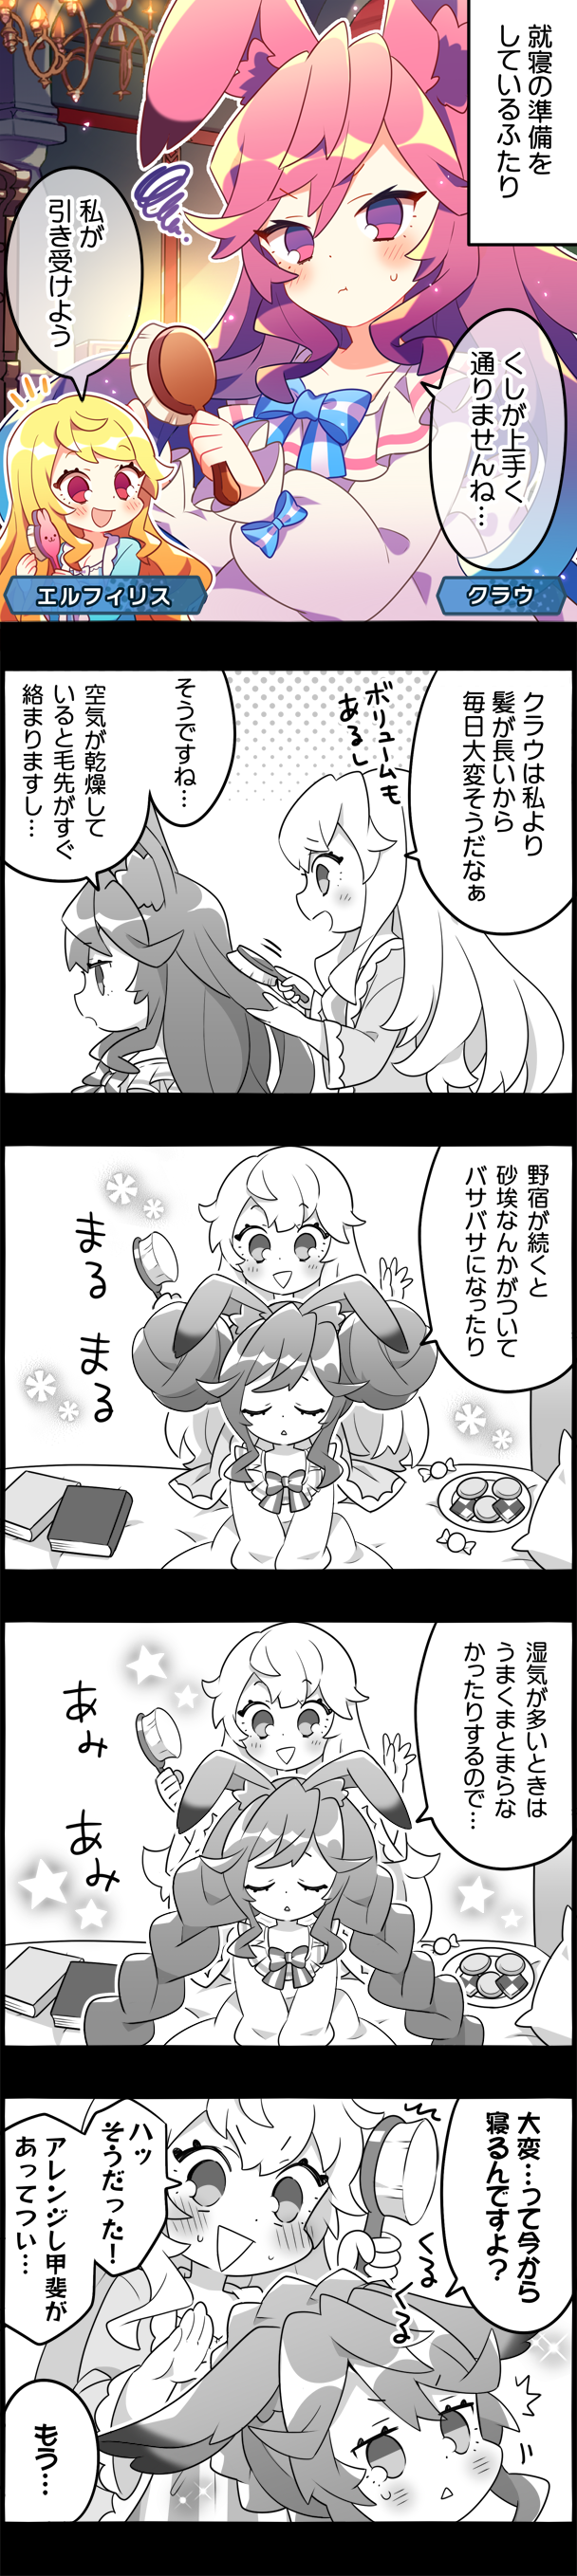 就寝の準備を
しているふたり
くしが上手く
通りませんね…
私が
引き受けよう
エルフィリス
クラウ
クラウは私より
髪が長いから
毎日大変そうだなぁ
ボリュームも
あるし
そうですね…
空気が乾燥して
いると毛先がすぐ
絡まりますし…
野宿が続くと
砂埃なんかがついて
バサバサになったり
まる
まる
湿気が多いときは
うまくまとまらな
かったりするので…
あみ
あみ
大変…って今から
寝るんですよ?
くる
くる
ハッ
そうだった!
アレンジし甲斐が
あってつい…
もう…